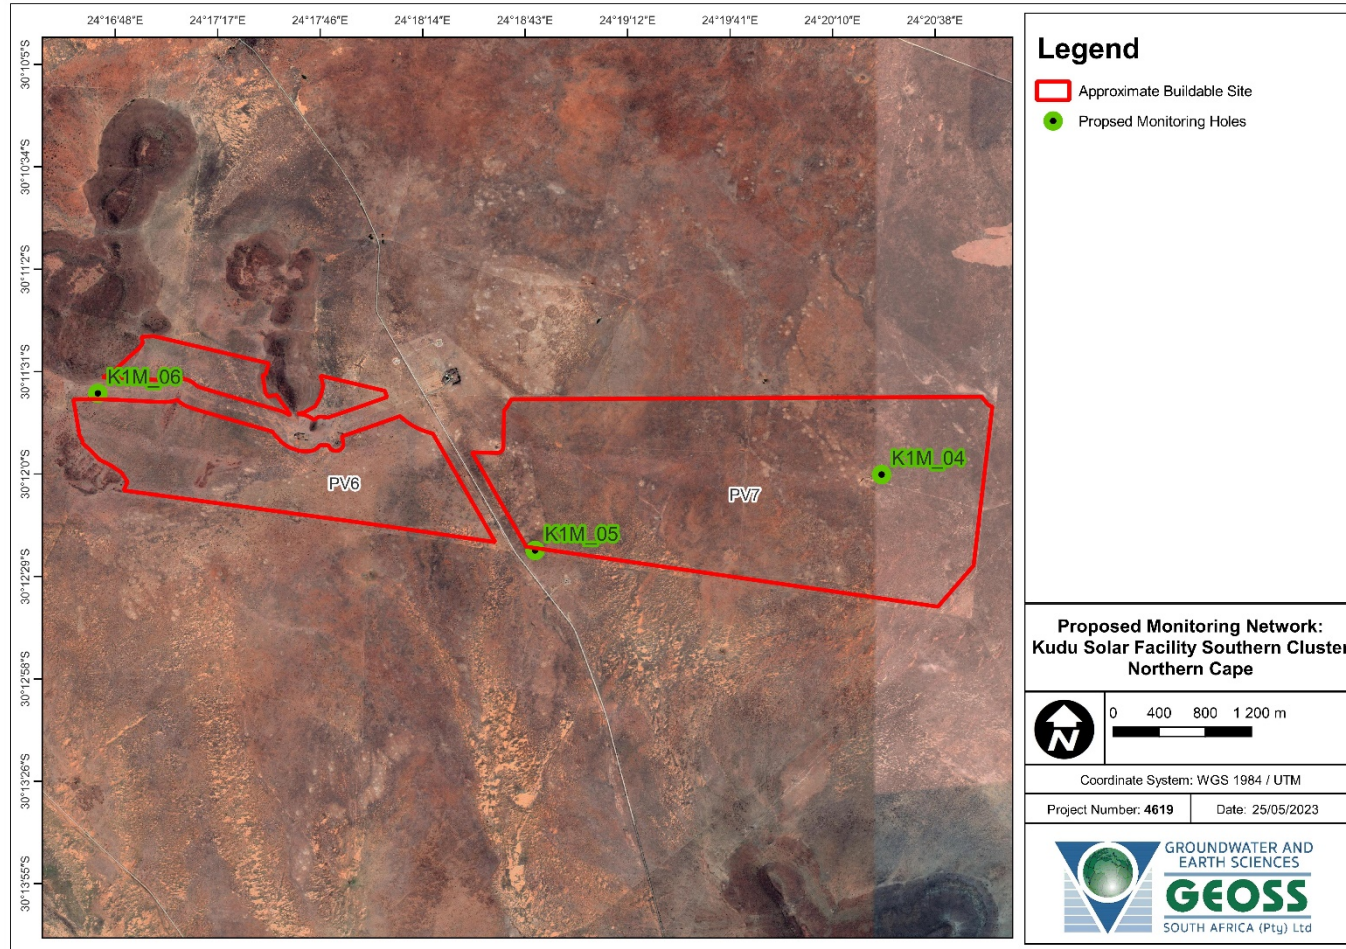 24°16'48"E 24°17'17"E 24°17'46"E 24°18'14"E 24°18'43"E 24°19'12"E 24°19'41"E 24°20'10"E 24°20'38"E
30°10'5"S
30°10'34"S
30°11'2"S
30°11'31"S
30°12'0"S
30°12'29"S
30°12'58"S
30°13'26"S
30°13'55"S
K1M_06
K1M_04
PV6
PV7
K1M_05
Legend
Approximate Buildable Site
Propsed Monitoring Holes
Proposed Monitoring Network:
Kudu Solar Facility Southern Cluster
Northern Cape
N
0 400 800 1 200 m
Coordinate System: WGS 1984 / UTM
Project Number: 4619 Date: 25/05/2023
GROUNDWATER AND
EARTH SCIENCES
GEOSS
SOUTH AFRICA (Pty) Ltd